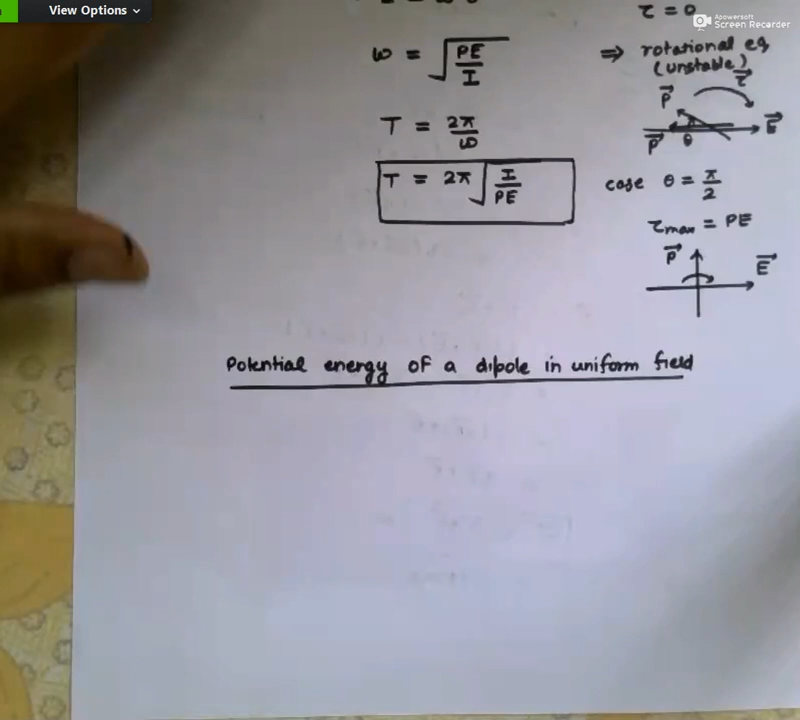 View Options
Apowersoft
Screen Recorder
τ = 0
ω = √(PE/I)
⇒ rotational eq
(unstable)
τ⃗
P⃗
E⃗
P⃗
θ
T = 2π/ω
T = 2π √(I/PE)
case θ = π/2
τmax = PE
P⃗
E⃗
Potential energy of a dipole in uniform field